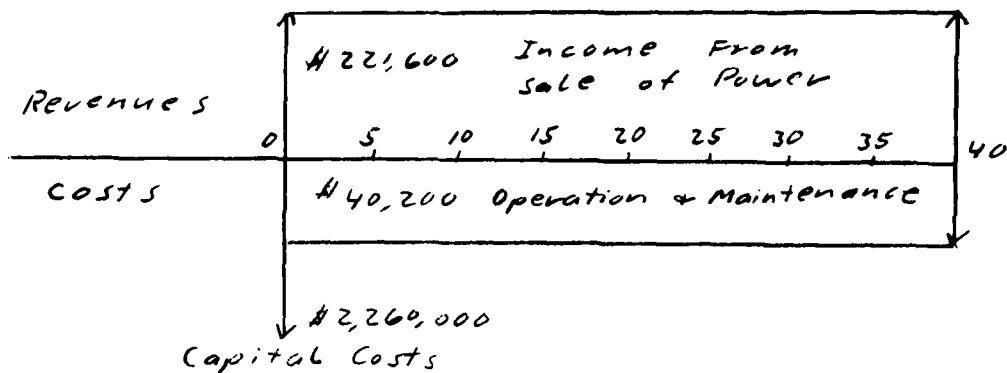 $221,600 Income From
sale of Power
Revenues
0 5 10 15 20 25 30 35 40
Costs
$40,200 Operation & Maintenance
$2,260,000
Capital Costs